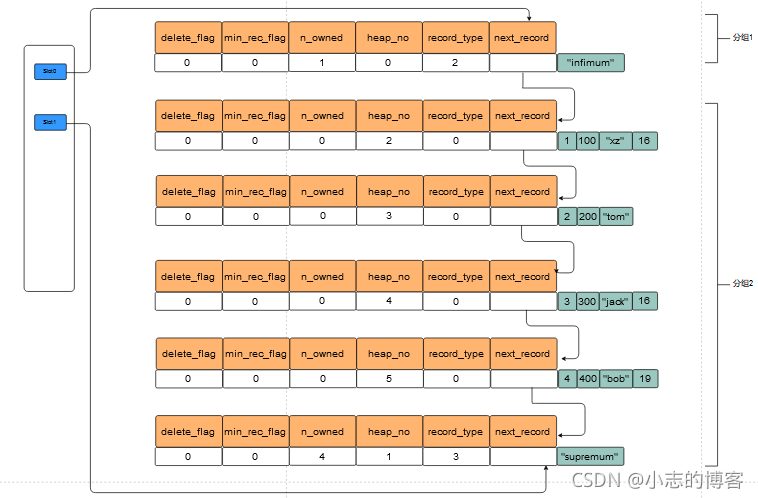 delete_flag min_rec_flag n_owned heap_no record_type next_record
0 0 1 0 2 "infimum"
分组1
Slot0
Slot1
delete_flag min_rec_flag n_owned heap_no record_type next_record
0 0 0 2 0 1 100 "xz" 16
delete_flag min_rec_flag n_owned heap_no record_type next_record
0 0 0 3 0 2 200 "tom"
delete_flag min_rec_flag n_owned heap_no record_type next_record
0 0 0 4 0 3 300 "jack" 16
分组2
delete_flag min_rec_flag n_owned heap_no record_type next_record
0 0 0 5 0 4 400 "bob" 19
delete_flag min_rec_flag n_owned heap_no record_type next_record
0 0 4 1 3 "supremum"
CSDN @小志的博客